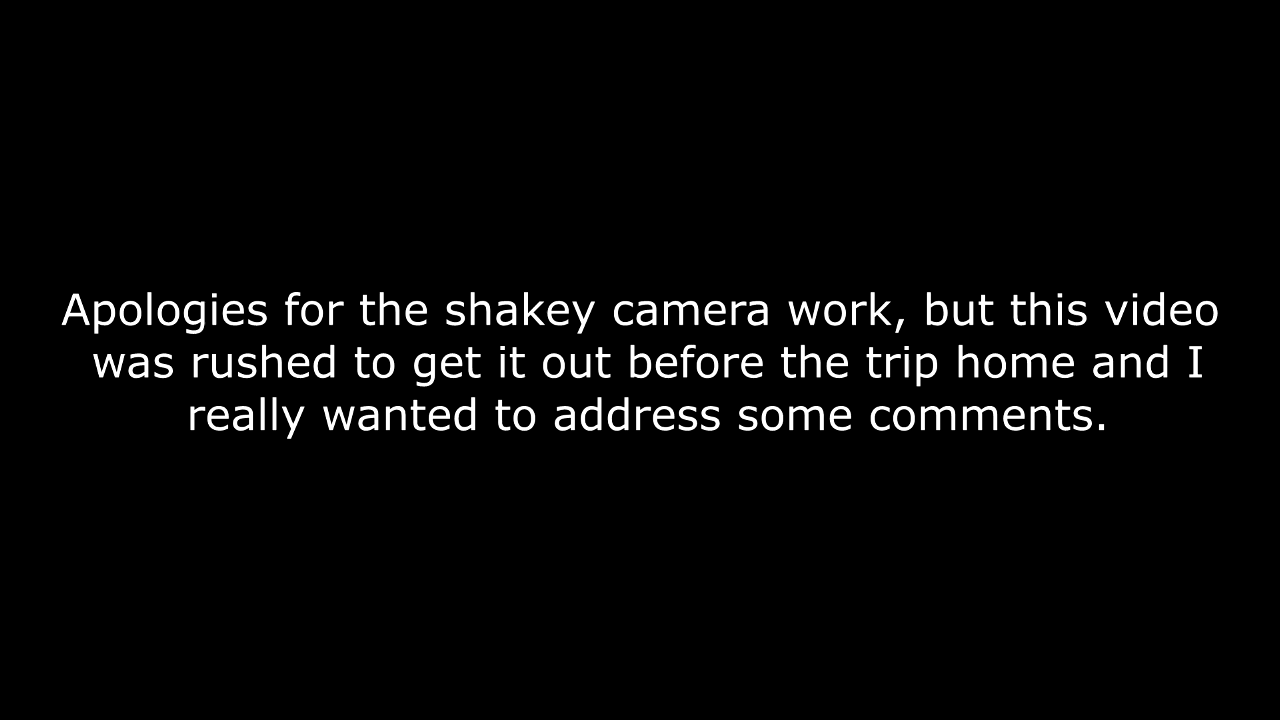 Apologies for the shakey camera work, but this video
was rushed to get it out before the trip home and I
really wanted to address some comments.